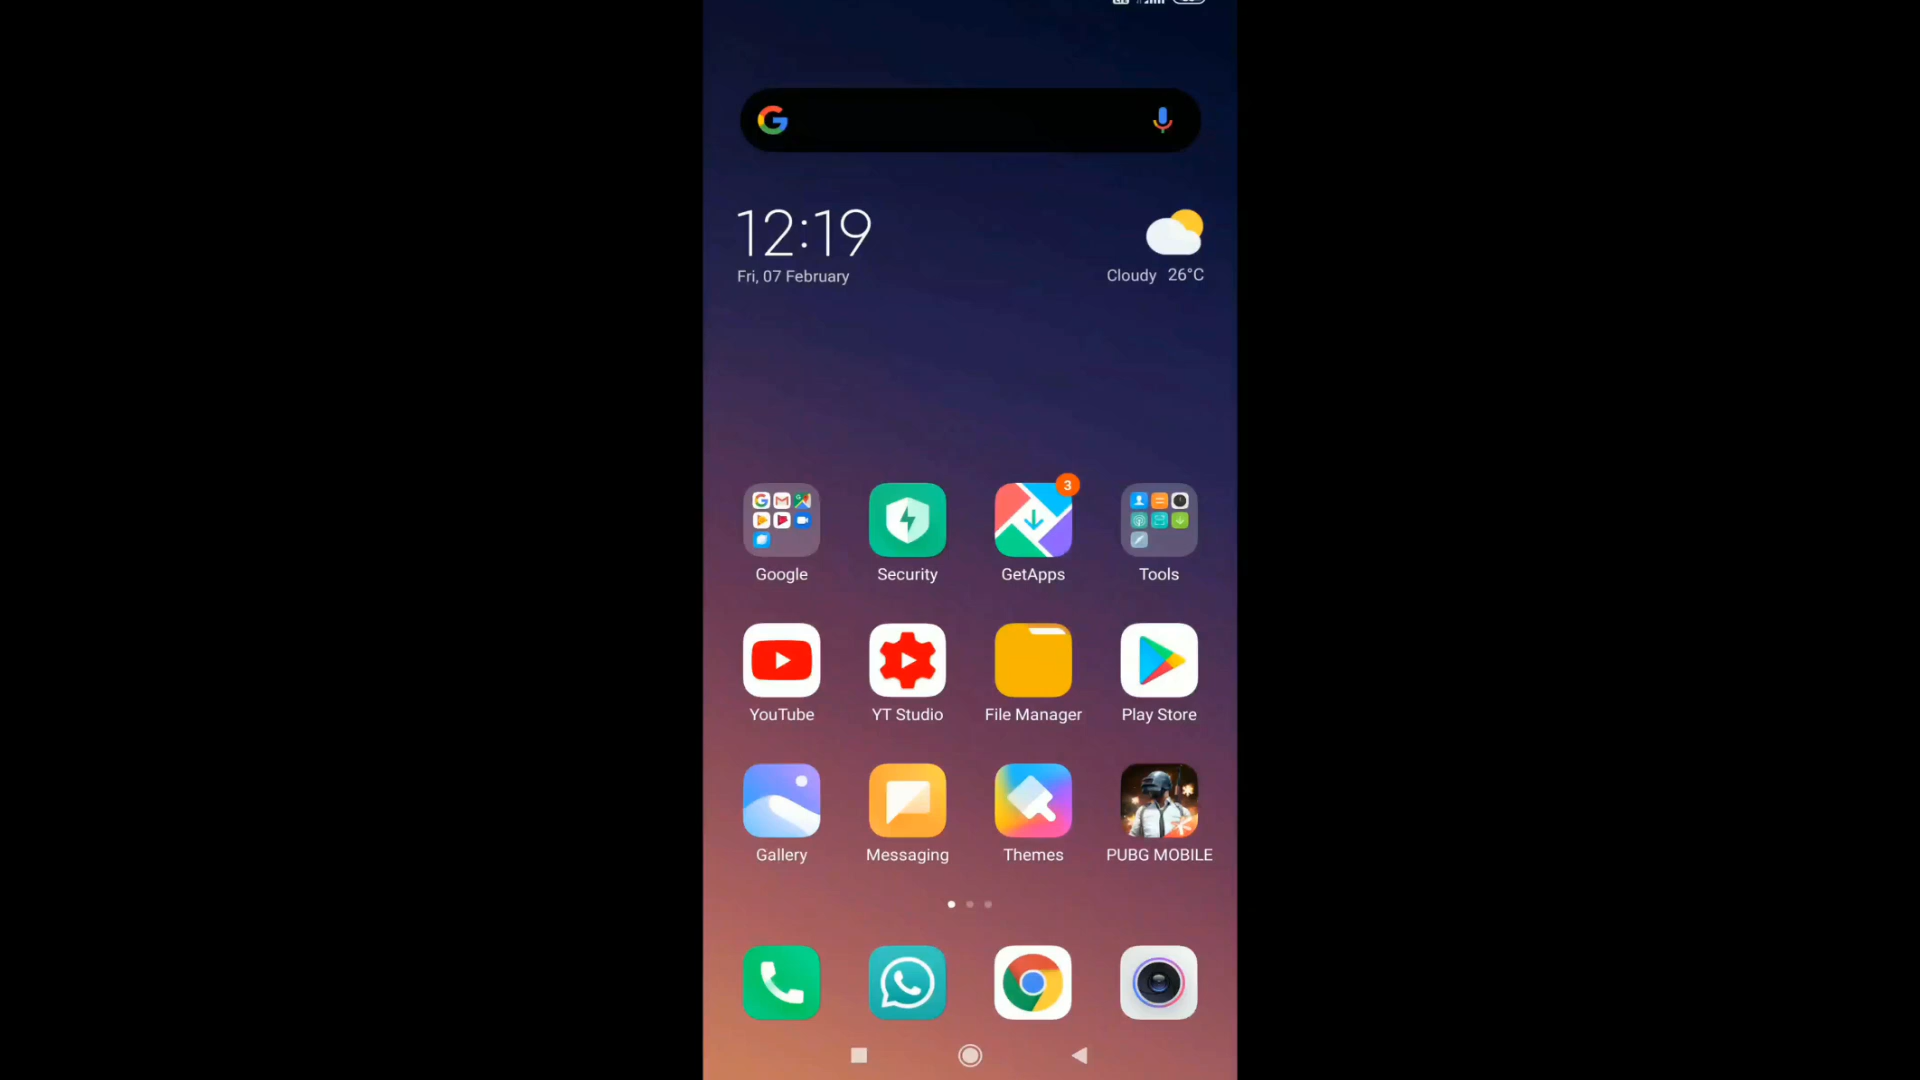 12:19
Fri, 07 February
Cloudy 26°C
3
Google
Security
GetApps
Tools
YouTube
YT Studio
File Manager
Play Store
Gallery
Messaging
Themes
PUBG MOBILE